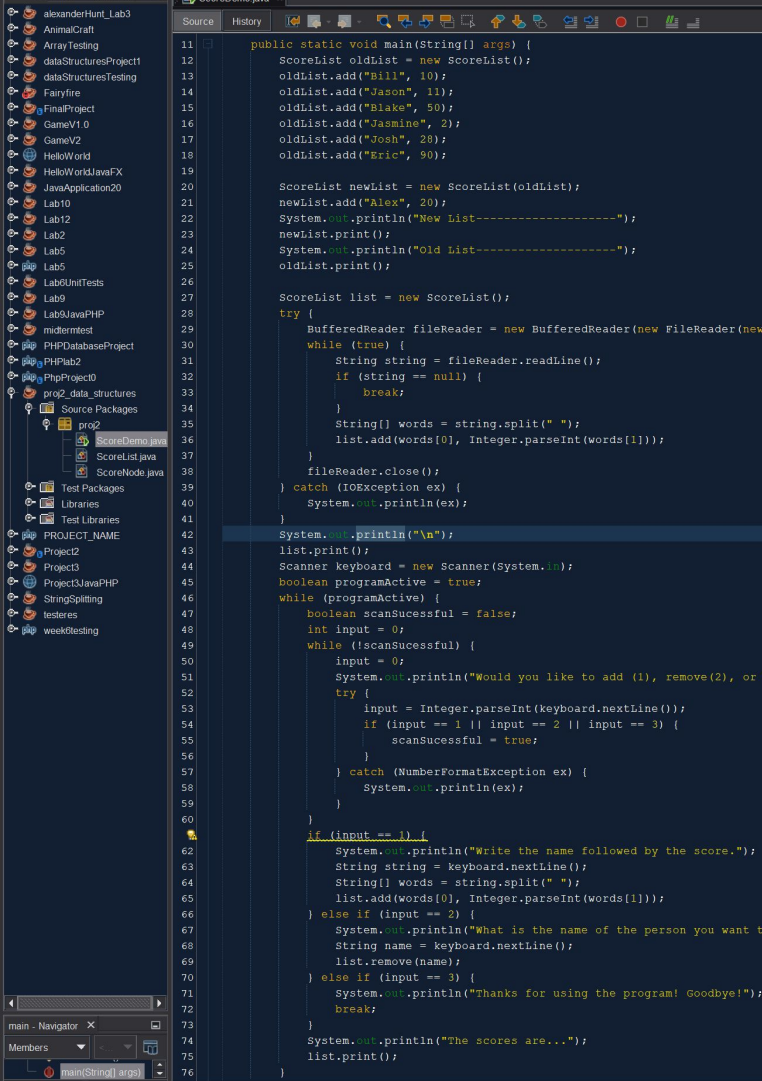 alexanderHunt_Lab3
AnimalCraft
ArrayTesting
dataStructuresProject1
dataStructuresTesting
Fairyfire
FinalProject
GameV1.0
GameV2
HelloWorld
HelloWorldJavaFX
JavaApplication20
Lab10
Lab12
Lab2
Lab5
php Lab5
Lab6UnitTests
Lab9
Lab9JavaPHP
midtermtest
php PHPDatabaseProject
php PHPlab2
php PhpProject0
proj2_data_structures
Source Packages
proj2
ScoreDemo.java
ScoreList.java
ScoreNode.java
Test Packages
Libraries
Test Libraries
php PROJECT_NAME
Project2
Project3
Project3JavaPHP
StringSplitting
testeres
php week6testing
main - Navigator
Members
main(String[] args)
ScoreDemo.java
Source History
11 public static void main(String[] args) {
12 ScoreList oldList = new ScoreList();
13 oldList.add("Bill", 10);
14 oldList.add("Jason", 11);
15 oldList.add("Blake", 50);
16 oldList.add("Jasmine", 2);
17 oldList.add("Josh", 28);
18 oldList.add("Eric", 90);
19
20 ScoreList newList = new ScoreList(oldList);
21 newList.add("Alex", 20);
22 System.out.println("New List--------------------");
23 newList.print();
24 System.out.println("Old List--------------------");
25 oldList.print();
26
27 ScoreList list = new ScoreList();
28 try {
29 BufferedReader fileReader = new BufferedReader(new FileReader(new
30 while (true) {
31 String string = fileReader.readLine();
32 if (string == null) {
33 break;
34 }
35 String[] words = string.split(" ");
36 list.add(words[0], Integer.parseInt(words[1]));
37 }
38 fileReader.close();
39 } catch (IOException ex) {
40 System.out.println(ex);
41 }
42 System.out.println("\n");
43 list.print();
44 Scanner keyboard = new Scanner(System.in);
45 boolean programActive = true;
46 while (programActive) {
47 boolean scanSucessful = false;
48 int input = 0;
49 while (!scanSucessful) {
50 input = 0;
51 System.out.println("Would you like to add (1), remove(2), or
52 try {
53 input = Integer.parseInt(keyboard.nextLine());
54 if (input == 1 || input == 2 || input == 3) {
55 scanSucessful = true;
56 }
57 } catch (NumberFormatException ex) {
58 System.out.println(ex);
59 }
60 }
if (input == 1) {
62 System.out.println("Write the name followed by the score.");
63 String string = keyboard.nextLine();
64 String[] words = string.split(" ");
65 list.add(words[0], Integer.parseInt(words[1]));
66 } else if (input == 2) {
67 System.out.println("What is the name of the person you want t
68 String name = keyboard.nextLine();
69 list.remove(name);
70 } else if (input == 3) {
71 System.out.println("Thanks for using the program! Goodbye!");
72 break;
73 }
74 System.out.println("The scores are...");
75 list.print();
76 }